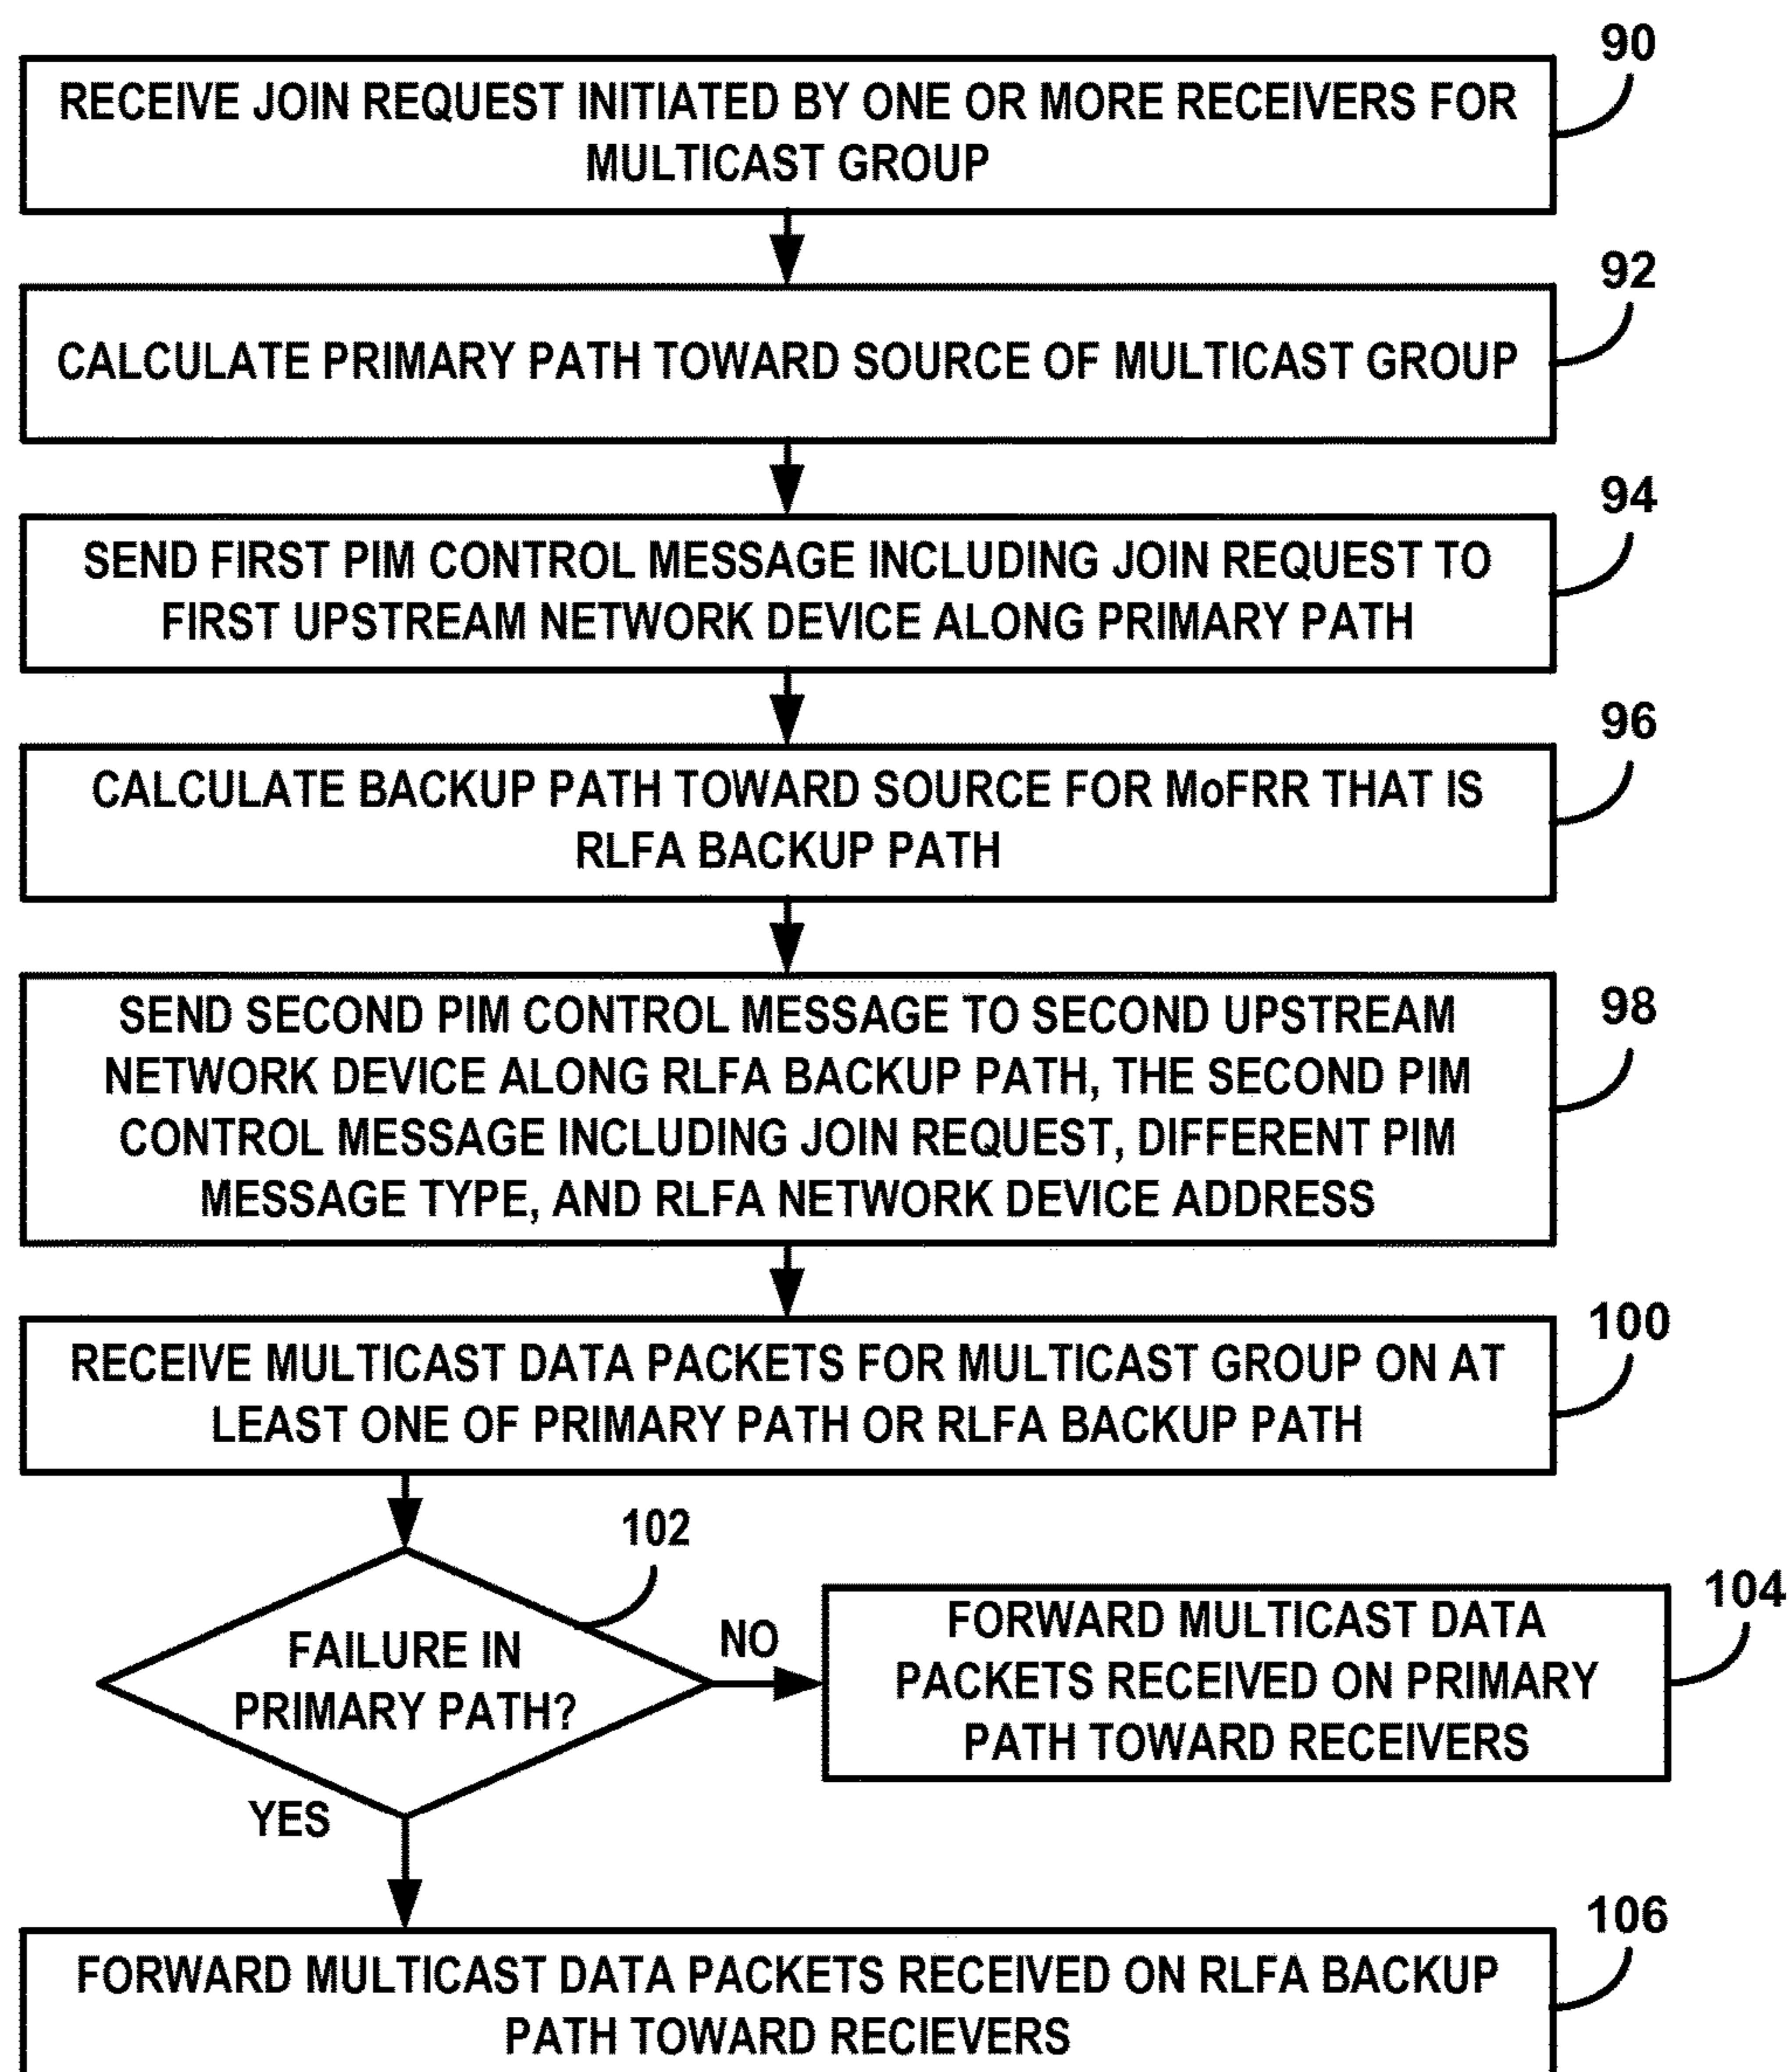 90
RECEIVE JOIN REQUEST INITIATED BY ONE OR MORE RECEIVERS FOR
MULTICAST GROUP
92
CALCULATE PRIMARY PATH TOWARD SOURCE OF MULTICAST GROUP
94
SEND FIRST PIM CONTROL MESSAGE INCLUDING JOIN REQUEST TO
FIRST UPSTREAM NETWORK DEVICE ALONG PRIMARY PATH
96
CALCULATE BACKUP PATH TOWARD SOURCE FOR MoFRR THAT IS
RLFA BACKUP PATH
98
SEND SECOND PIM CONTROL MESSAGE TO SECOND UPSTREAM
NETWORK DEVICE ALONG RLFA BACKUP PATH, THE SECOND PIM
CONTROL MESSAGE INCLUDING JOIN REQUEST, DIFFERENT PIM
MESSAGE TYPE, AND RLFA NETWORK DEVICE ADDRESS
100
RECEIVE MULTICAST DATA PACKETS FOR MULTICAST GROUP ON AT
LEAST ONE OF PRIMARY PATH OR RLFA BACKUP PATH
102
FAILURE IN
PRIMARY PATH?
NO
104
FORWARD MULTICAST DATA
PACKETS RECEIVED ON PRIMARY
PATH TOWARD RECEIVERS
YES
106
FORWARD MULTICAST DATA PACKETS RECEIVED ON RLFA BACKUP
PATH TOWARD RECIEVERS